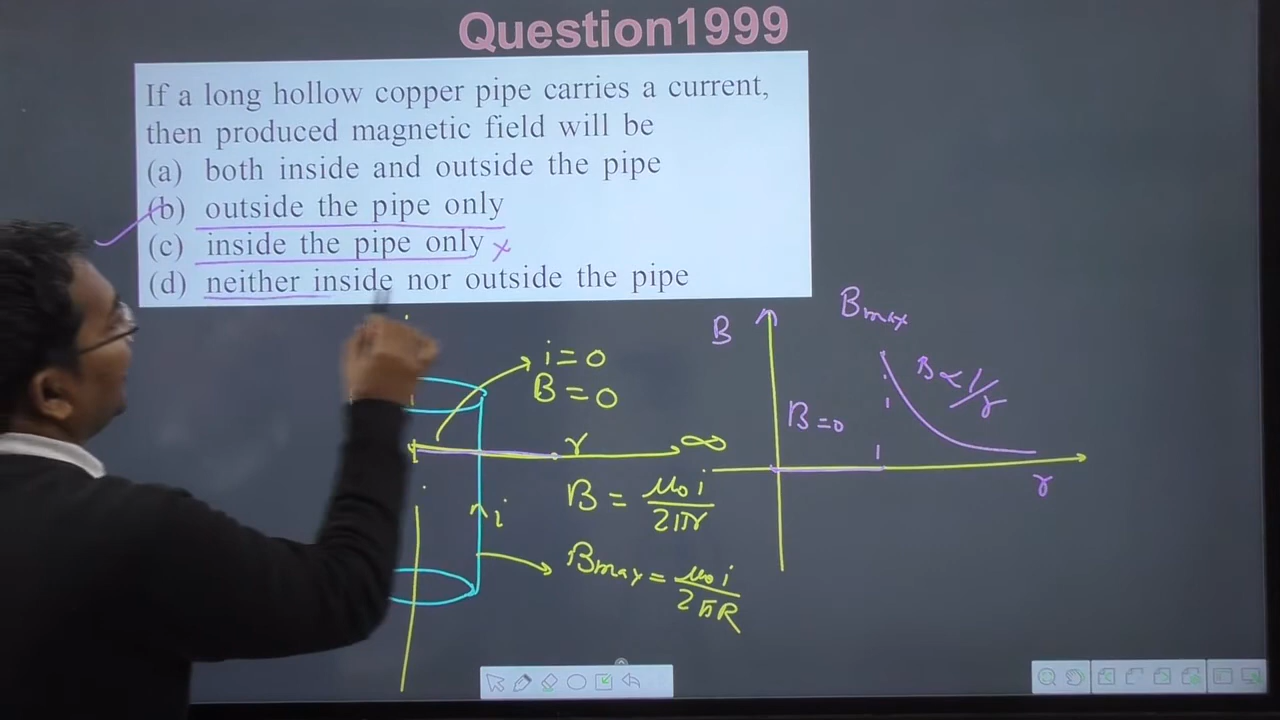 Question1999
If a long hollow copper pipe carries a current,
then produced magnetic field will be
(a) both inside and outside the pipe
(b) outside the pipe only
(c) inside the pipe only ×
(d) neither inside nor outside the pipe
i = 0
B = 0
r
∞
B = μ₀ i / 2πr
i
Bmax = μ₀ i / 2πR
B
Bmax
B ∝ 1/r
B = 0
r